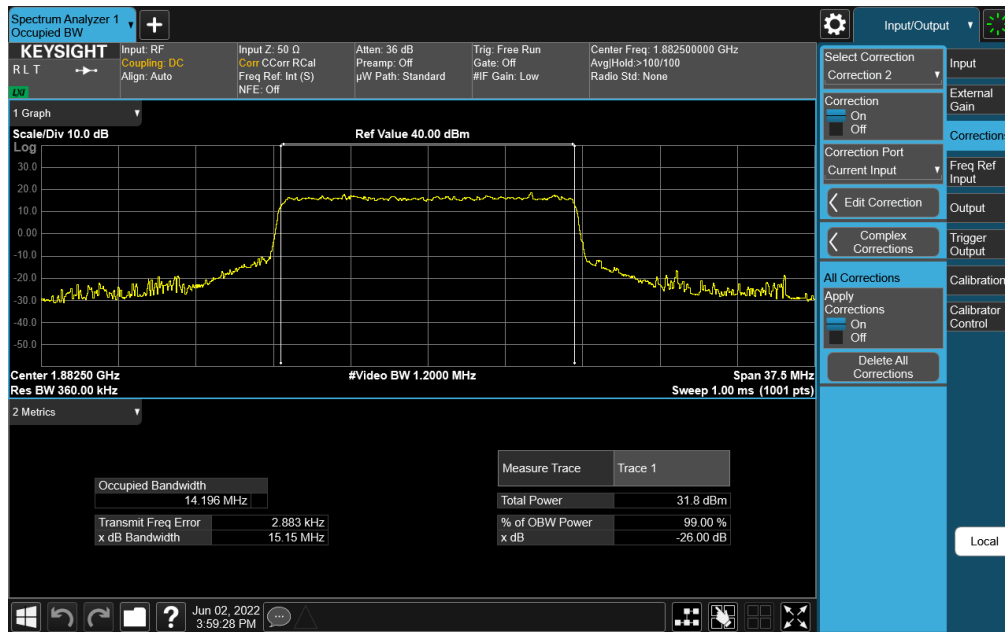 Spectrum Analyzer 1
Occupied BW
Input/Output
KEYSIGHT
R L T
LXI
Input: RF
Coupling: DC
Align: Auto
Input Z: 50 Ω
Corr CCorr RCal
Freq Ref: Int (S)
NFE: Off
Atten: 36 dB
Preamp: Off
µW Path: Standard
Trig: Free Run
Gate: Off
#IF Gain: Low
Center Freq: 1.882500000 GHz
Avg|Hold:>100/100
Radio Std: None
1 Graph
Scale/Div 10.0 dB
Ref Value 40.00 dBm
Log
30.0
20.0
10.0
0.00
-10.0
-20.0
-30.0
-40.0
-50.0
Center 1.88250 GHz
#Video BW 1.2000 MHz
Span 37.5 MHz
Res BW 360.00 kHz
Sweep 1.00 ms (1001 pts)
2 Metrics
Occupied Bandwidth
14.196 MHz
Transmit Freq Error 2.883 kHz
x dB Bandwidth 15.15 MHz
Measure Trace Trace 1
Total Power 31.8 dBm
% of OBW Power 99.00 %
x dB -26.00 dB
Select Correction
Correction 2
Correction
On
Off
Correction Port
Current Input
Edit Correction
Complex
Corrections
All Corrections
Apply
Corrections
On
Off
Delete All
Corrections
Input
External
Gain
Corrections
Freq Ref
Input
Output
Trigger
Output
Calibration
Calibrator
Control
Local
?
Jun 02, 2022
3:59:28 PM